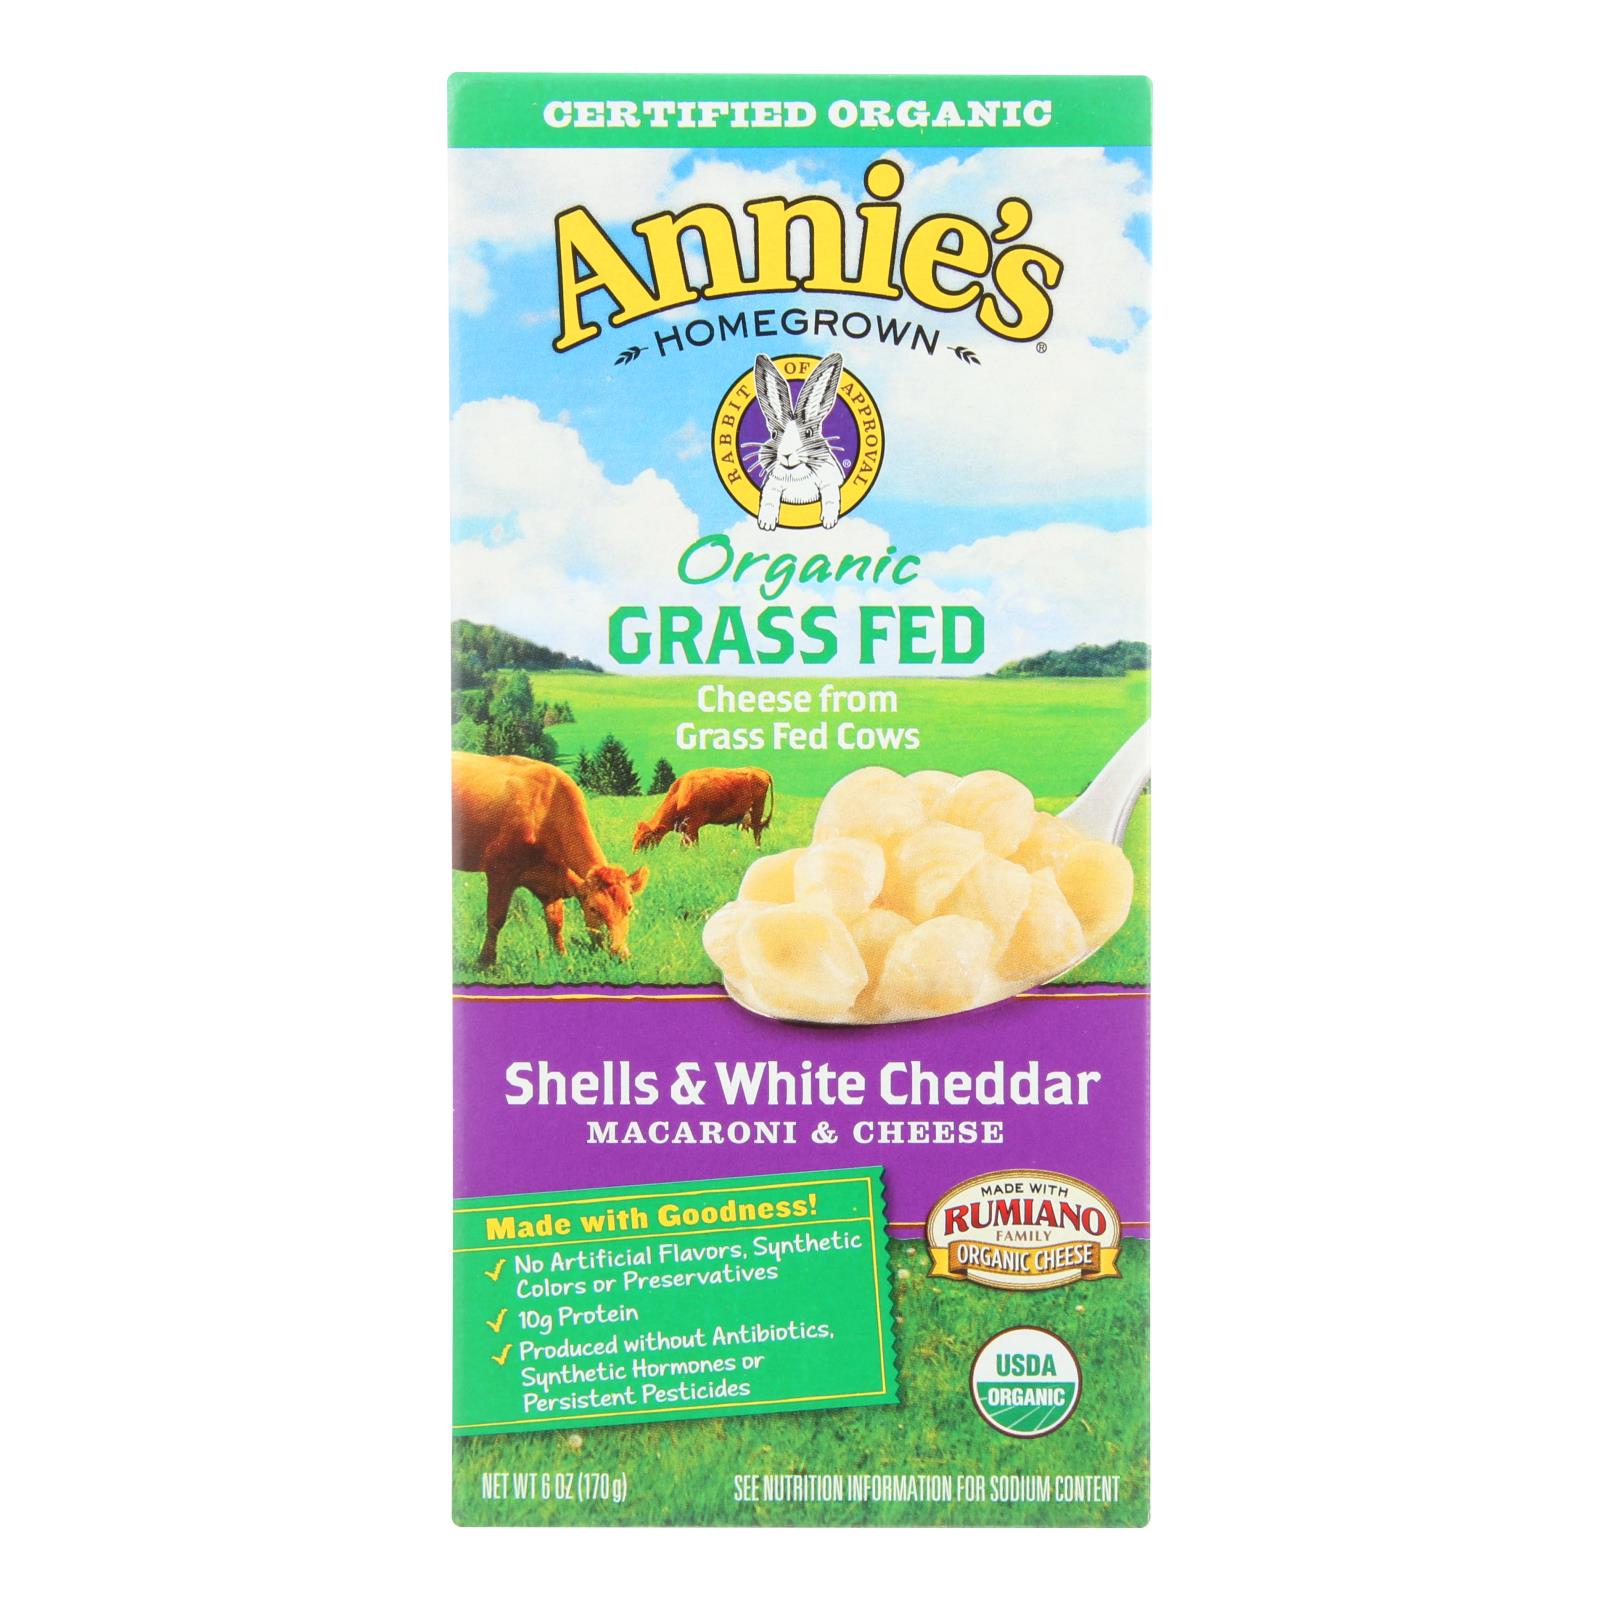 CERTIFIED ORGANIC
Annie's
HOMEGROWN
®
RABBIT OF APPROVAL
®
Organic
GRASS FED
Cheese from
Grass Fed Cows
Shells & White Cheddar
MACARONI & CHEESE
Made with Goodness!
✓ No Artificial Flavors, Synthetic
Colors or Preservatives
✓ 10g Protein
✓ Produced without Antibiotics,
Synthetic Hormones or
Persistent Pesticides
MADE WITH
RUMIANO
FAMILY
ORGANIC CHEESE
USDA
ORGANIC
NET WT 6 OZ (170g)
SEE NUTRITION INFORMATION FOR SODIUM CONTENT